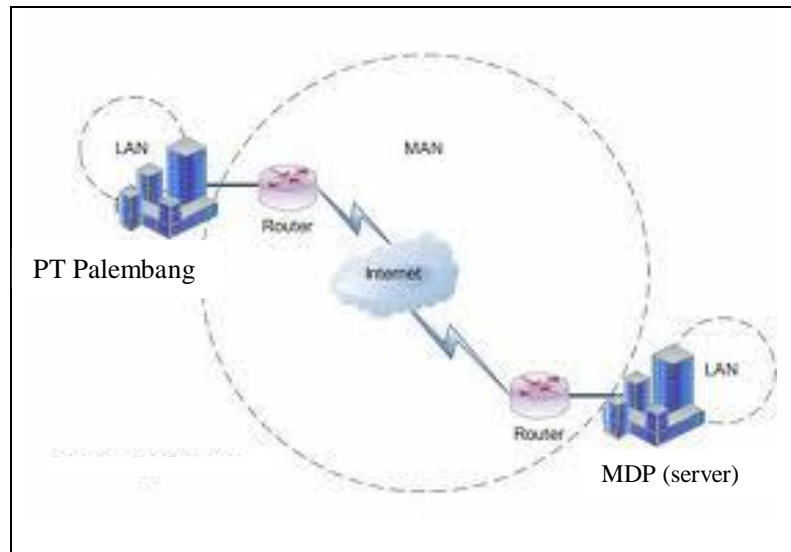 LAN
MAN
Router
PT Palembang
Internet
LAN
Router
MDP (server)